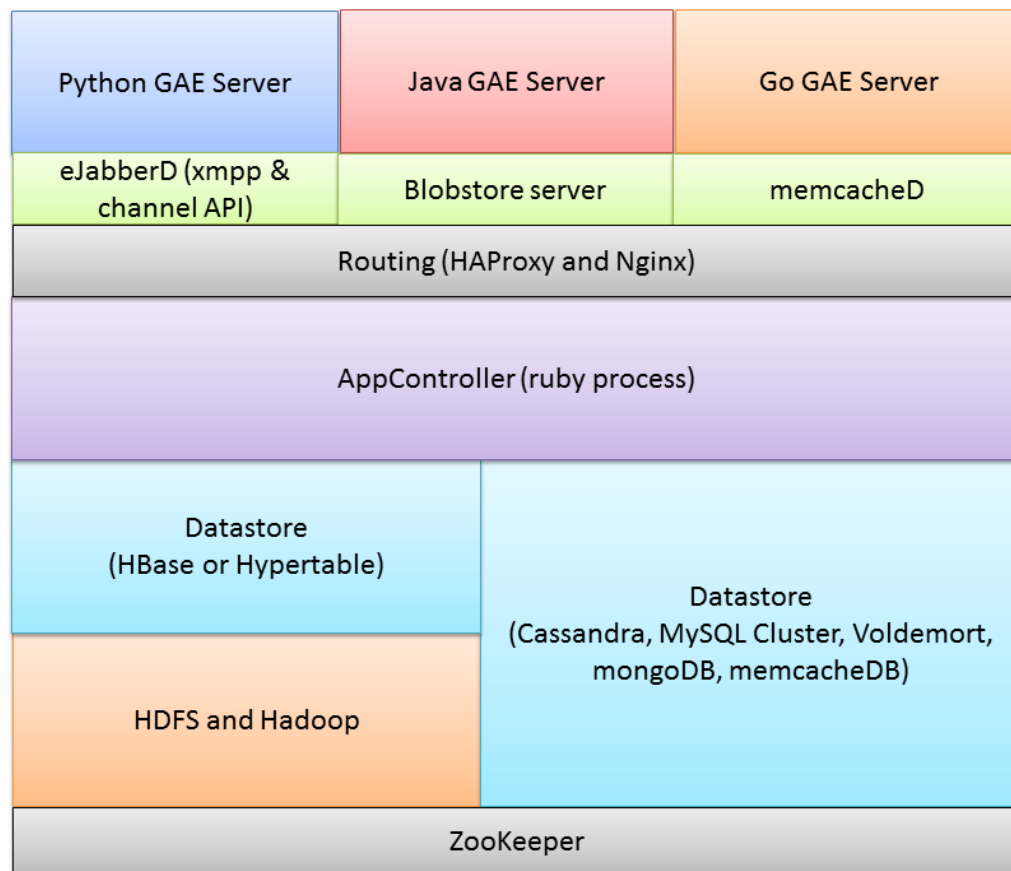 Python GAE Server
Java GAE Server
Go GAE Server
eJabberD (xmpp &
channel API)
Blobstore server
memcacheD
Routing (HAProxy and Nginx)
AppController (ruby process)
Datastore
(HBase or Hypertable)
Datastore
(Cassandra, MySQL Cluster, Voldemort,
mongoDB, memcacheDB)
HDFS and Hadoop
ZooKeeper